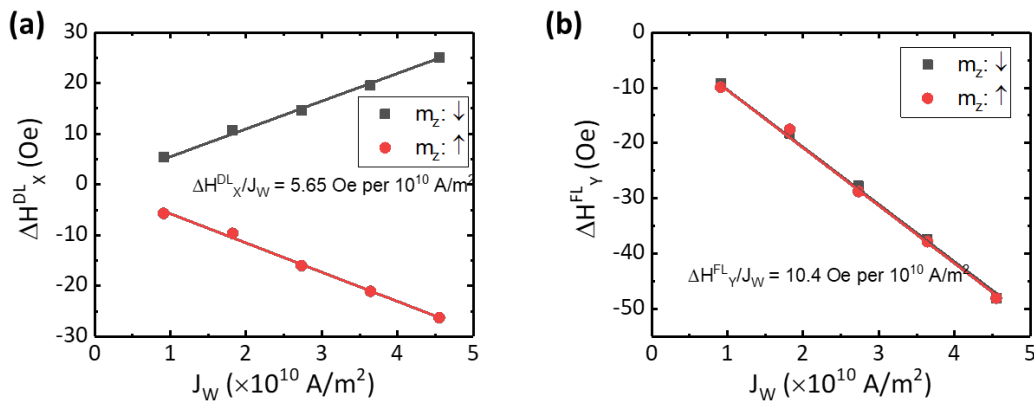 (a)
30
20
10
0
-10
-20
-30
ΔH^DL_X (Oe)
m_z: ↓
m_z: ↑
ΔH^DL_X/J_W = 5.65 Oe per 10^10 A/m^2
0 1 2 3 4 5
J_W (×10^10 A/m^2)
(b)
0
-10
-20
-30
-40
-50
ΔH^FL_Y (Oe)
m_z: ↓
m_z: ↑
ΔH^FL_Y/J_W = 10.4 Oe per 10^10 A/m^2
0 1 2 3 4 5
J_W (×10^10 A/m^2)